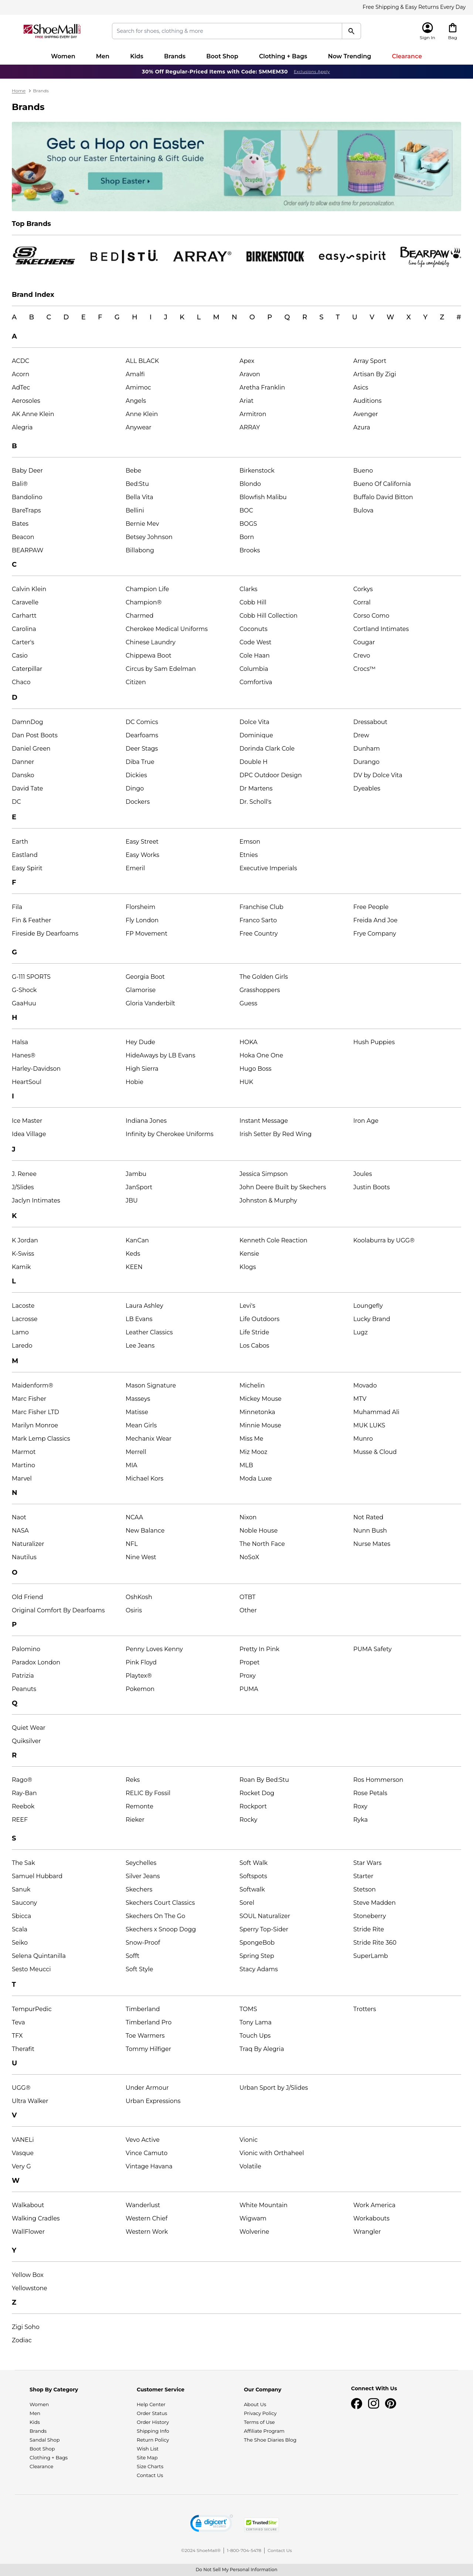 Free Shipping & Easy Returns Every Day
ShoeMall
FREE SHIPPING EVERY DAY
Search for shoes, clothing & more
Sign In
Bag
Women
Men
Kids
Brands
Boot Shop
Clothing + Bags
Now Trending
Clearance
30% Off Regular-Priced Items with Code: SMMEM30 Exclusions Apply
Home > Brands
Brands
Get a Hop on Easter
Shop our Easter Entertaining & Gift Guide
Shop Easter
Order early to allow extra time for personalization.
Top Brands
SKECHERS
BED|STÜ
ARRAY®
BIRKENSTOCK
easy spirit
BEARPAW
live life comfortably
Brand Index
A B C D E F G H I J K L M N O P Q R S T U V W X Y Z #
A
ACDC ALL BLACK Apex Array Sport
Acorn Amalfi Aravon Artisan By Zigi
AdTec Amimoc Aretha Franklin Asics
Aerosoles Angels Ariat Auditions
AK Anne Klein Anne Klein Armitron Avenger
Alegria Anywear ARRAY Azura
B
Baby Deer Bebe Birkenstock Bueno
Bali® Bed:Stu Blondo Bueno Of California
Bandolino Bella Vita Blowfish Malibu Buffalo David Bitton
BareTraps Bellini BOC Bulova
Bates Bernie Mev BOGS
Beacon Betsey Johnson Born
BEARPAW Billabong Brooks
C
Calvin Klein Champion Life Clarks Corkys
Caravelle Champion® Cobb Hill Corral
Carhartt Charmed Cobb Hill Collection Corso Como
Carolina Cherokee Medical Uniforms Coconuts Cortland Intimates
Carter's Chinese Laundry Code West Cougar
Casio Chippewa Boot Cole Haan Crevo
Caterpillar Circus by Sam Edelman Columbia Crocs™
Chaco Citizen Comfortiva
D
DamnDog DC Comics Dolce Vita Dressabout
Dan Post Boots Dearfoams Dominique Drew
Daniel Green Deer Stags Dorinda Clark Cole Dunham
Danner Diba True Double H Durango
Dansko Dickies DPC Outdoor Design DV by Dolce Vita
David Tate Dingo Dr Martens Dyeables
DC Dockers Dr. Scholl's
E
Earth Easy Street Emson
Eastland Easy Works Etnies
Easy Spirit Emeril Executive Imperials
F
Fila Florsheim Franchise Club Free People
Fin & Feather Fly London Franco Sarto Freida And Joe
Fireside By Dearfoams FP Movement Free Country Frye Company
G
G-111 SPORTS Georgia Boot The Golden Girls
G-Shock Glamorise Grasshoppers
GaaHuu Gloria Vanderbilt Guess
H
Halsa Hey Dude HOKA Hush Puppies
Hanes® HideAways by LB Evans Hoka One One
Harley-Davidson High Sierra Hugo Boss
HeartSoul Hobie HUK
I
Ice Master Indiana Jones Instant Message Iron Age
Idea Village Infinity by Cherokee Uniforms Irish Setter By Red Wing
J
J. Renee Jambu Jessica Simpson Joules
J/Slides JanSport John Deere Built by Skechers Justin Boots
Jaclyn Intimates JBU Johnston & Murphy
K
K Jordan KanCan Kenneth Cole Reaction Koolaburra by UGG®
K-Swiss Keds Kensie
Kamik KEEN Klogs
L
Lacoste Laura Ashley Levi's Loungefly
Lacrosse LB Evans Life Outdoors Lucky Brand
Lamo Leather Classics Life Stride Lugz
Laredo Lee Jeans Los Cabos
M
Maidenform® Mason Signature Michelin Movado
Marc Fisher Masseys Mickey Mouse MTV
Marc Fisher LTD Matisse Minnetonka Muhammad Ali
Marilyn Monroe Mean Girls Minnie Mouse MUK LUKS
Mark Lemp Classics Mechanix Wear Miss Me Munro
Marmot Merrell Miz Mooz Musse & Cloud
Martino MIA MLB
Marvel Michael Kors Moda Luxe
N
Naot NCAA Nixon Not Rated
NASA New Balance Noble House Nunn Bush
Naturalizer NFL The North Face Nurse Mates
Nautilus Nine West NoSoX
O
Old Friend OshKosh OTBT
Original Comfort By Dearfoams Osiris Other
P
Palomino Penny Loves Kenny Pretty In Pink PUMA Safety
Paradox London Pink Floyd Propet
Patrizia Playtex® Proxy
Peanuts Pokemon PUMA
Q
Quiet Wear
Quiksilver
R
Rago® Reks Roan By Bed:Stu Ros Hommerson
Ray-Ban RELIC By Fossil Rocket Dog Rose Petals
Reebok Remonte Rockport Roxy
REEF Rieker Rocky Ryka
S
The Sak Seychelles Soft Walk Star Wars
Samuel Hubbard Silver Jeans Softspots Starter
Sanuk Skechers Softwalk Stetson
Saucony Skechers Court Classics Sorel Steve Madden
Sbicca Skechers On The Go SOUL Naturalizer Stoneberry
Scala Skechers x Snoop Dogg Sperry Top-Sider Stride Rite
Seiko Snow-Proof SpongeBob Stride Rite 360
Selena Quintanilla Sofft Spring Step SuperLamb
Sesto Meucci Soft Style Stacy Adams
T
TempurPedic Timberland TOMS Trotters
Teva Timberland Pro Tony Lama
TFX Toe Warmers Touch Ups
Therafit Tommy Hilfiger Traq By Alegria
U
UGG® Under Armour Urban Sport by J/Slides
Ultra Walker Urban Expressions
V
VANELi Vevo Active Vionic
Vasque Vince Camuto Vionic with Orthaheel
Very G Vintage Havana Volatile
W
Walkabout Wanderlust White Mountain Work America
Walking Cradles Western Chief Wigwam Workabouts
WallFlower Western Work Wolverine Wrangler
Y
Yellow Box
Yellowstone
Z
Zigi Soho
Zodiac
Shop By Category
Women
Men
Kids
Brands
Sandal Shop
Boot Shop
Clothing + Bags
Clearance
Customer Service
Help Center
Order Status
Order History
Shipping Info
Return Policy
Wish List
Site Map
Size Charts
Contact Us
Our Company
About Us
Privacy Policy
Terms of Use
Affiliate Program
The Shoe Diaries Blog
Connect With Us
digicert
TrustedSite
CERTIFIED SECURE
©2024 ShoeMall® | 1-800-704-5478 | Contact Us
Do Not Sell My Personal Information